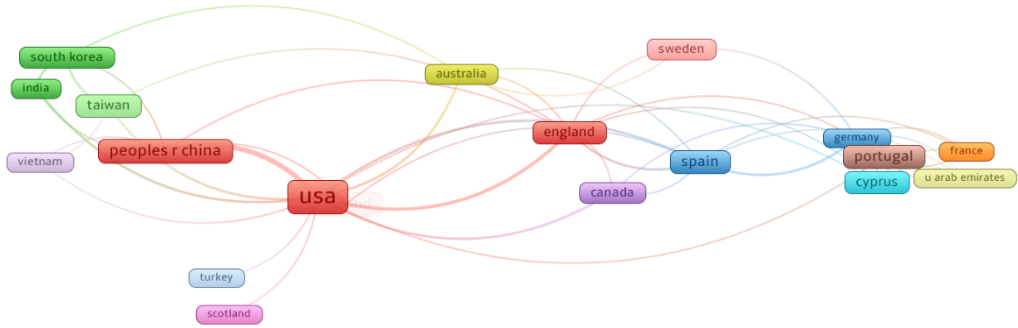 south korea
india
taiwan
vietnam
peoples r china
usa
turkey
scotland
australia
sweden
england
spain
canada
germany
portugal
cyprus
france
u arab emirates